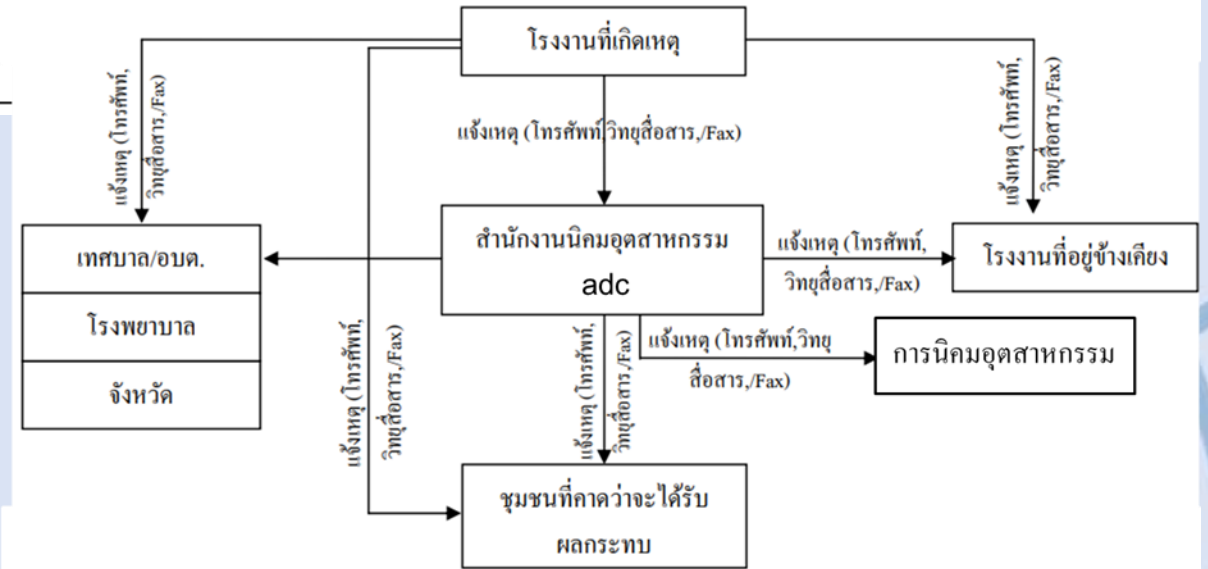 โรงงานที่เกิดเหตุ
แจ้งเหตุ (โทรศัพท์,
วิทยุสื่อสาร,/Fax)
แจ้งเหตุ (โทรศัพท์,วิทยุสื่อสาร,/Fax)
แจ้งเหตุ (โทรศัพท์,
วิทยุสื่อสาร,/Fax)
เทศบาล/อบต.
โรงพยาบาล
จังหวัด
สำนักงานนิคมอุตสาหกรรม
adc
แจ้งเหตุ (โทรศัพท์,
วิทยุสื่อสาร,/Fax)
โรงงานที่อยู่ข้างเคียง
แจ้งเหตุ (โทรศัพท์,
วิทยุสื่อสาร,/Fax)
แจ้งเหตุ (โทรศัพท์,
วิทยุสื่อสาร,/Fax)
แจ้งเหตุ (โทรศัพท์,วิทยุ
สื่อสาร,/Fax)
การนิคมอุตสาหกรรม
ชุมชนที่คาดว่าจะได้รับ
ผลกระทบ